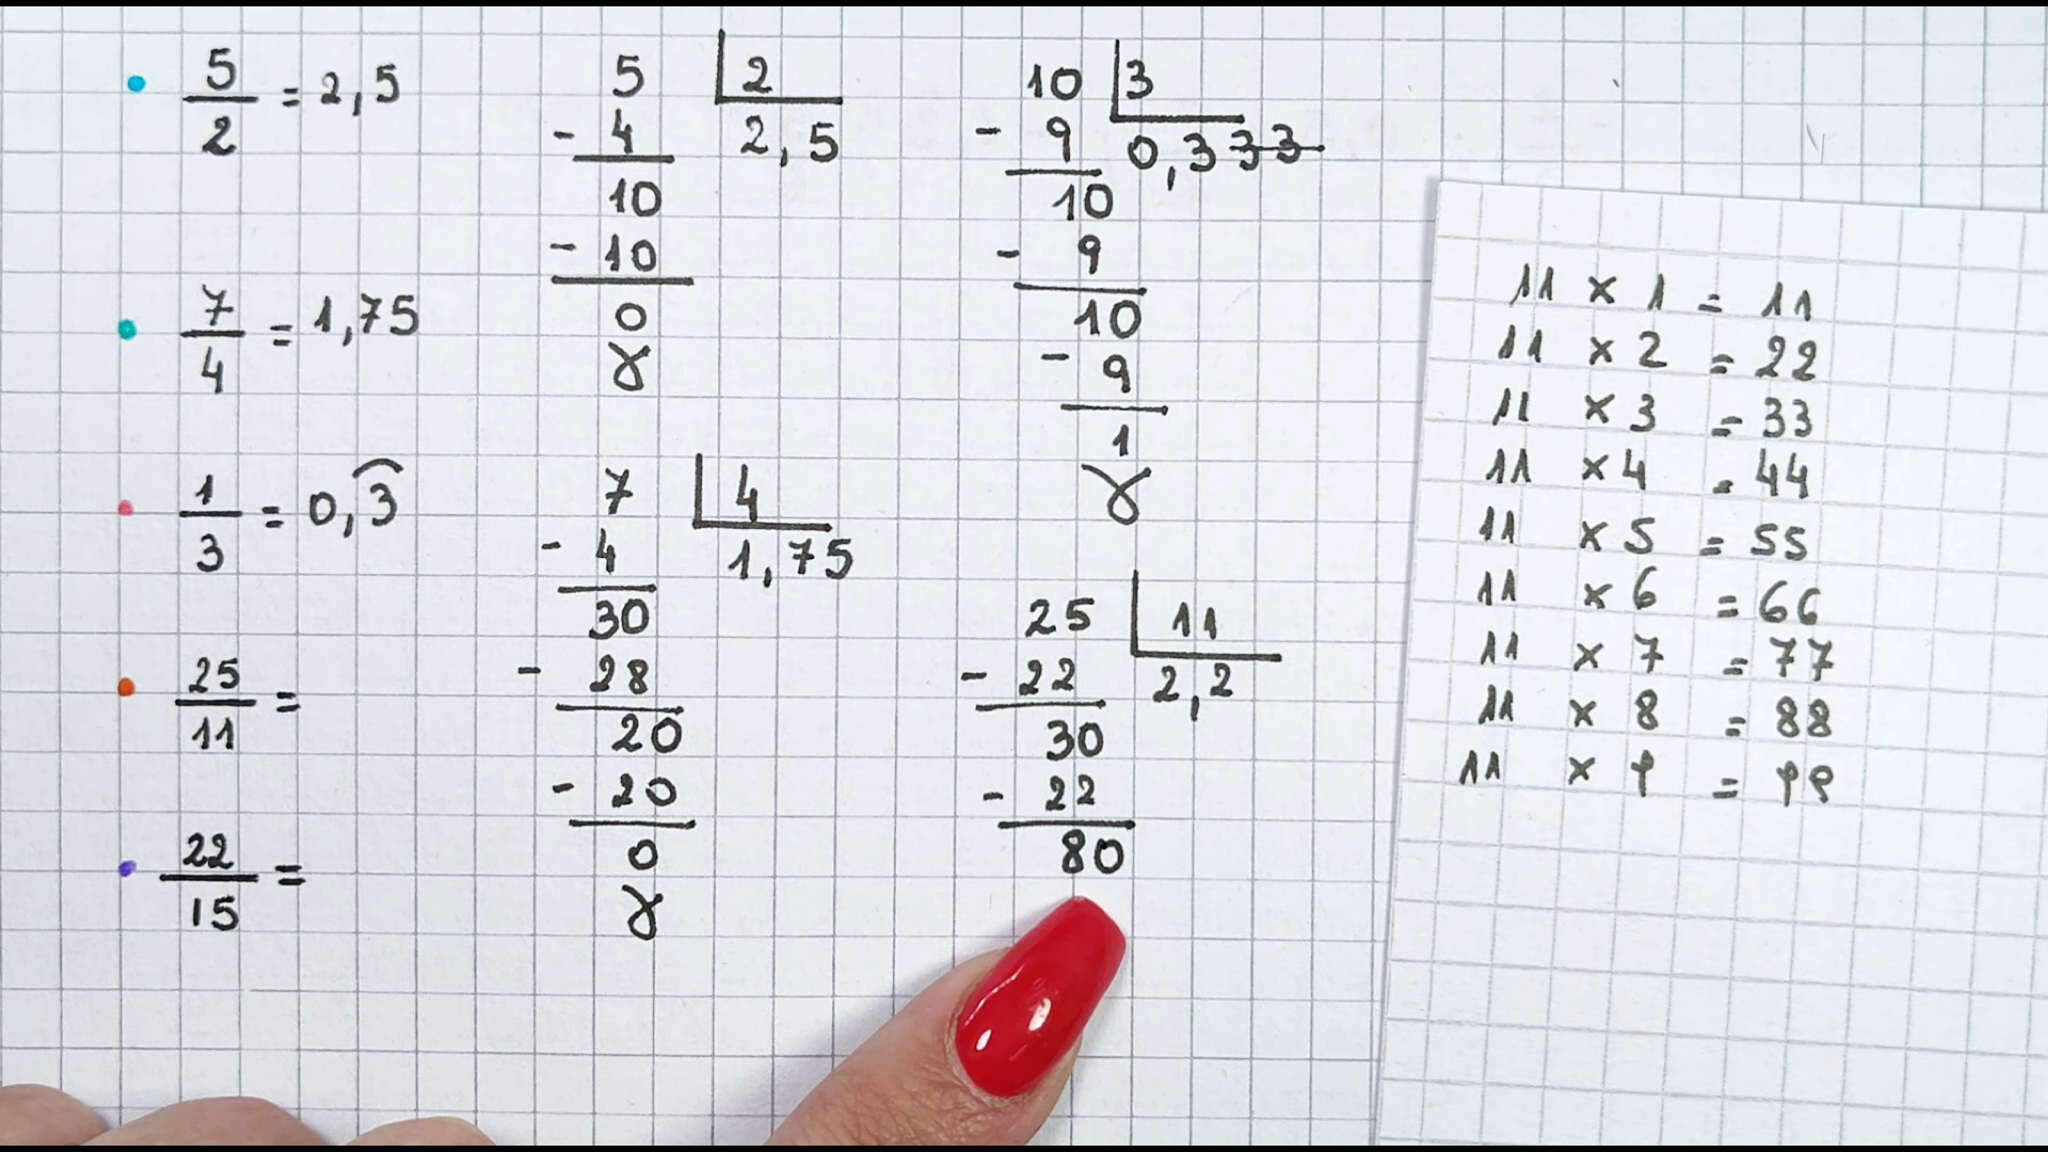 5/2 = 2,5
7/4 = 1,75
1/3 = 0,3̑
25/11 =
22/15 =
5 | 2
- 4 2,5
10
- 10
0
7 | 4
- 4 1,75
30
- 28
20
- 20
0
10 | 3
- 9 0,333
10
- 9
10
- 9
1
25 | 11
- 22 2,2
30
- 22
80
11 x 1 = 11
11 x 2 = 22
11 x 3 = 33
11 x 4 = 44
11 x 5 = 55
11 x 6 = 66
11 x 7 = 77
11 x 8 = 88
11 x 9 = 99